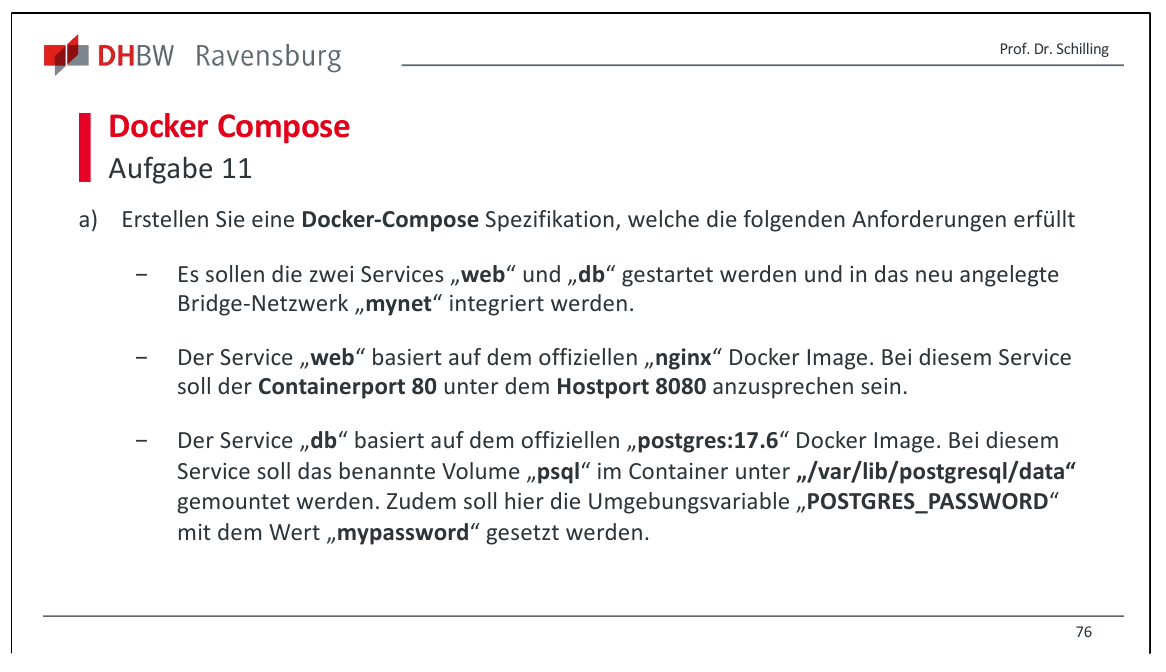 DHBW Ravensburg
Prof. Dr. Schilling
Docker Compose
Aufgabe 11
a) Erstellen Sie eine Docker-Compose Spezifikation, welche die folgenden Anforderungen erfüllt
– Es sollen die zwei Services „web“ und „db“ gestartet werden und in das neu angelegte
Bridge-Netzwerk „mynet“ integriert werden.
– Der Service „web“ basiert auf dem offiziellen „nginx“ Docker Image. Bei diesem Service
soll der Containerport 80 unter dem Hostport 8080 anzusprechen sein.
– Der Service „db“ basiert auf dem offiziellen „postgres:17.6“ Docker Image. Bei diesem
Service soll das benannte Volume „psql“ im Container unter „/var/lib/postgresql/data“
gemountet werden. Zudem soll hier die Umgebungsvariable „POSTGRES_PASSWORD“
mit dem Wert „mypassword“ gesetzt werden.
76